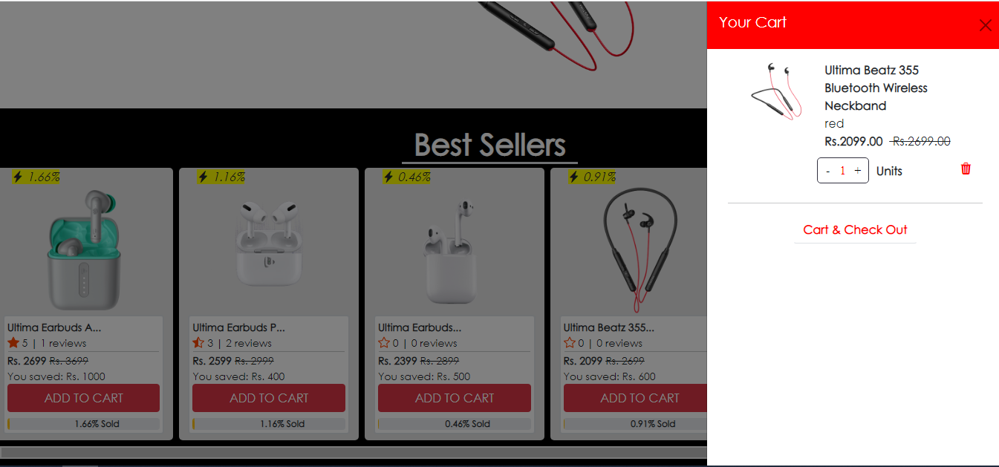 Your Cart
Ultima Beatz 355
Bluetooth Wireless
Neckband
red
Rs.2099.00 Rs.2699.00
- 1 + Units
Cart & Check Out
Best Sellers
1.66%
Ultima Earbuds A...
5 | 1 reviews
Rs. 2699 Rs. 3699
You saved: Rs. 1000
ADD TO CART
1.66% Sold
1.16%
Ultima Earbuds P...
3 | 2 reviews
Rs. 2599 Rs. 2999
You saved: Rs. 400
ADD TO CART
1.16% Sold
0.46%
Ultima Earbuds...
0 | 0 reviews
Rs. 2399 Rs. 2899
You saved: Rs. 500
ADD TO CART
0.46% Sold
0.91%
Ultima Beatz 355...
0 | 0 reviews
Rs. 2099 Rs. 2699
You saved: Rs. 600
ADD TO CART
0.91% Sold